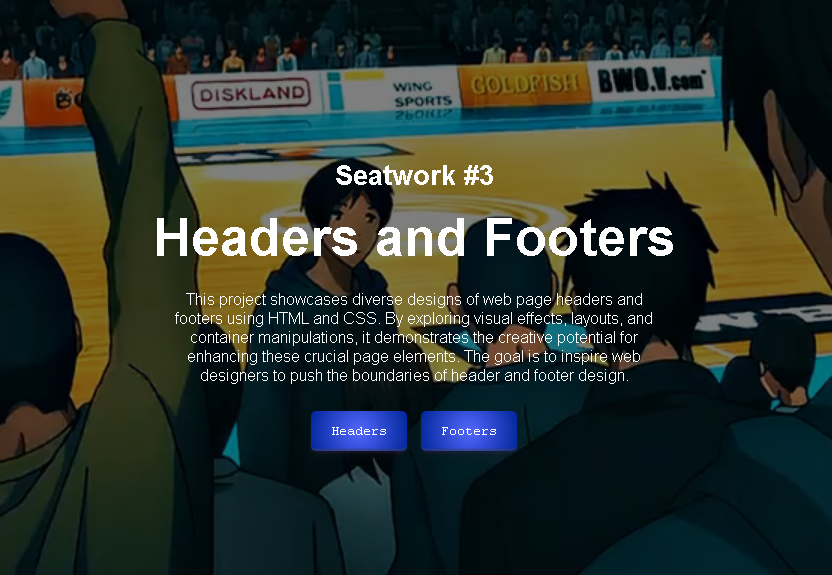 DISKLAND
WING
SPORTS
GOLDFISH
BWO.V.com
Seatwork #3
Headers and Footers
This project showcases diverse designs of web page headers and
footers using HTML and CSS. By exploring visual effects, layouts, and
container manipulations, it demonstrates the creative potential for
enhancing these crucial page elements. The goal is to inspire web
designers to push the boundaries of header and footer design.
Headers
Footers